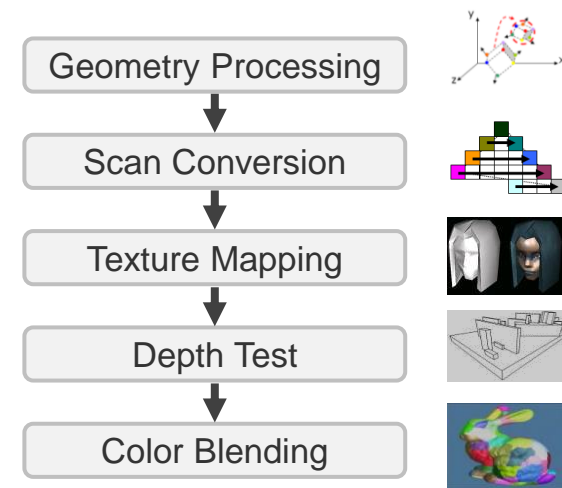 Geometry Processing
Scan Conversion
Texture Mapping
Depth Test
Color Blending
y
x
z